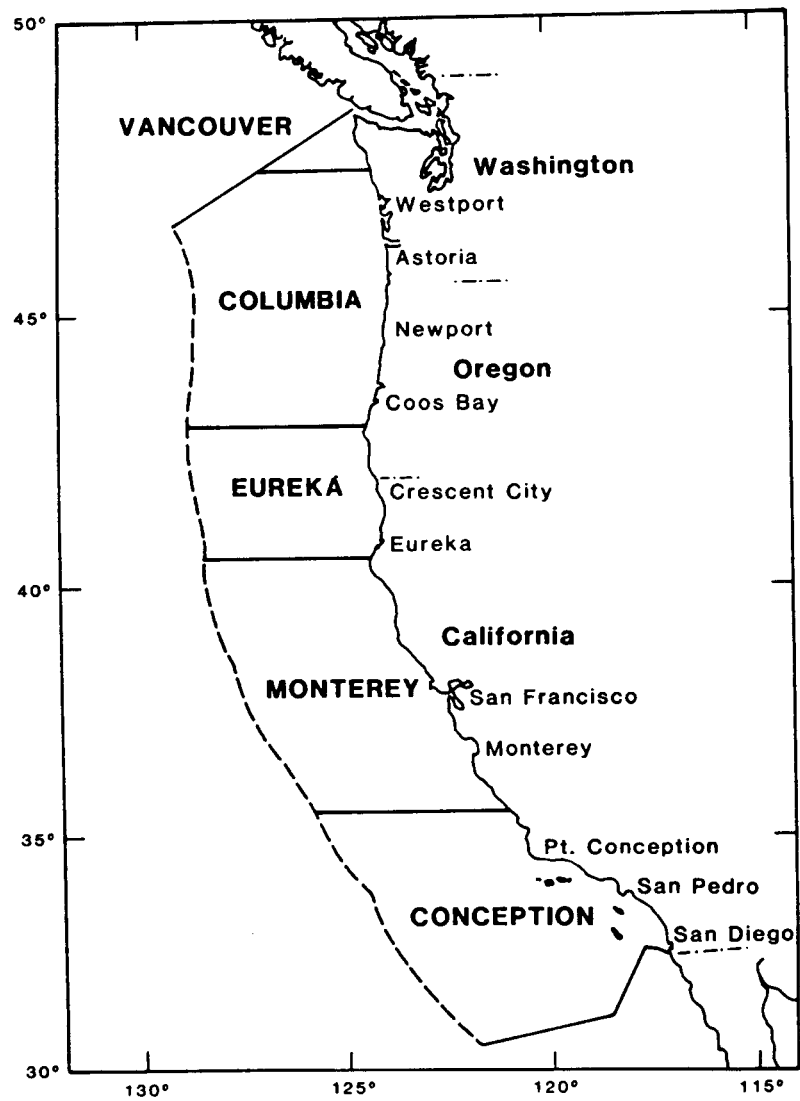 50°
VANCOUVER
Washington
Westport
Astoria
COLUMBIA
45°
Newport
Oregon
Coos Bay
EUREKÁ
Crescent City
Eureka
40°
California
MONTEREY
San Francisco
Monterey
35°
Pt. Conception
San Pedro
CONCEPTION
San Diego
30°
130° 125° 120° 115°